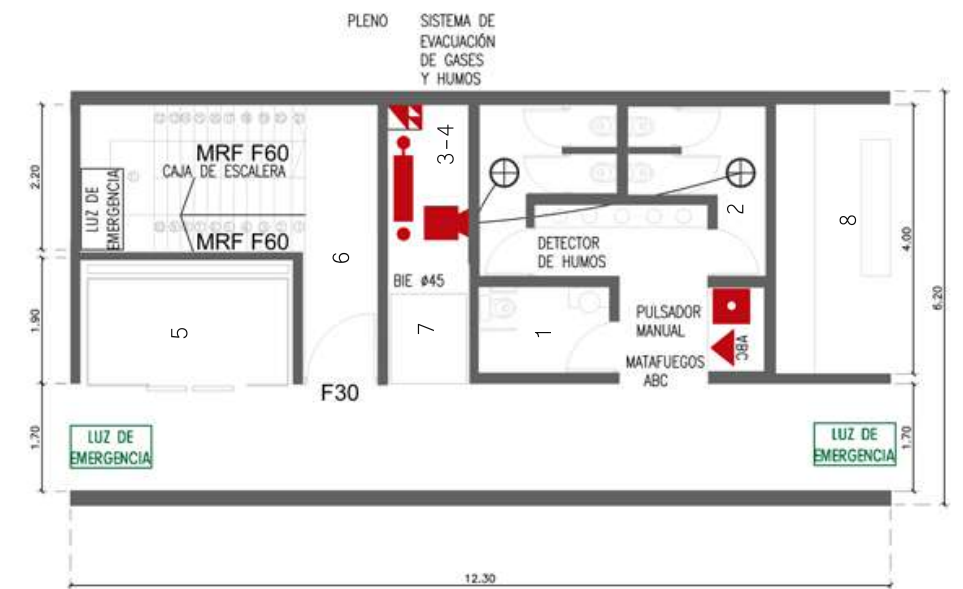 PLENO
SISTEMA DE
EVACUACIÓN
DE GASES
Y HUMOS
MRF F60
CAJA DE ESCALERA
MRF F60
LUZ DE
EMERGENCIA
2.20
1.90
1.70
3-4
BIE ø45
5
6
7
F30
DETECTOR
DE HUMOS
1
2
PULSADOR
MANUAL
MATAFUEGOS
ABC
ABC
8
4.00
6.20
1.70
LUZ DE
EMERGENCIA
LUZ DE
EMERGENCIA
12.30